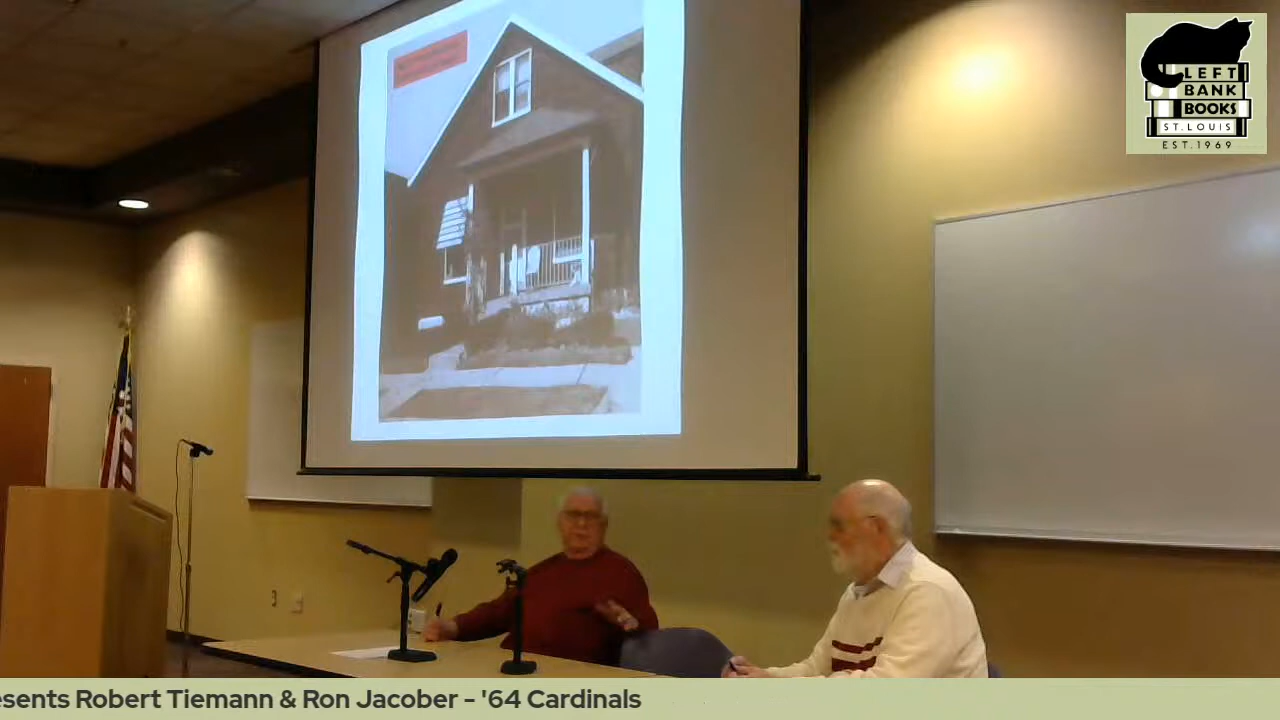 LEFT
BANK
BOOKS
ST. LOUIS
EST. 1969
esents Robert Tiemann & Ron Jacober - '64 Cardinals